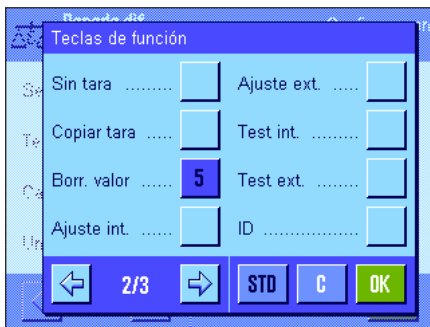 Teclas de función
Sin tara .........
Ajuste ext. .....
Copiar tara .....
Test int. .........
Borr. valor ...... 5
Test ext. ........
Ajuste int. ......
ID .................
2/3 STD C OK